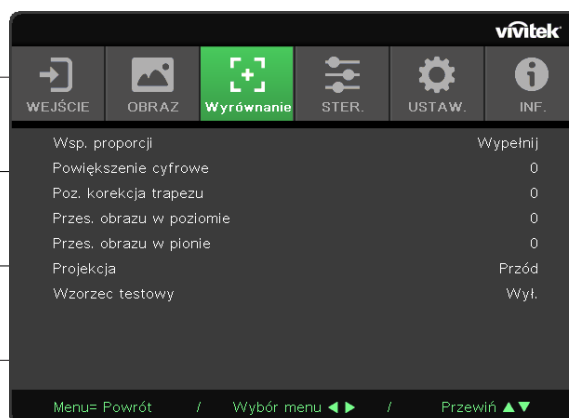 vivitek
WEJŚCIE OBRAZ Wyrównanie STER. USTAW. INF.
Wsp. proporcji Wypełnij
Powiększenie cyfrowe 0
Poz. korekcja trapezu 0
Przes. obrazu w poziomie 0
Przes. obrazu w pionie 0
Projekcja Przód
Wzorzec testowy Wył.
Menu= Powrót / Wybór menu ◀ ▶ / Przewiń ▲▼